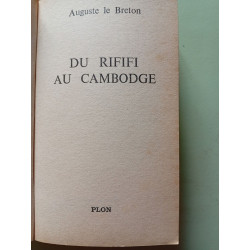 Auguste le Breton
DU RIFIFI
AU CAMBODGE
PLON